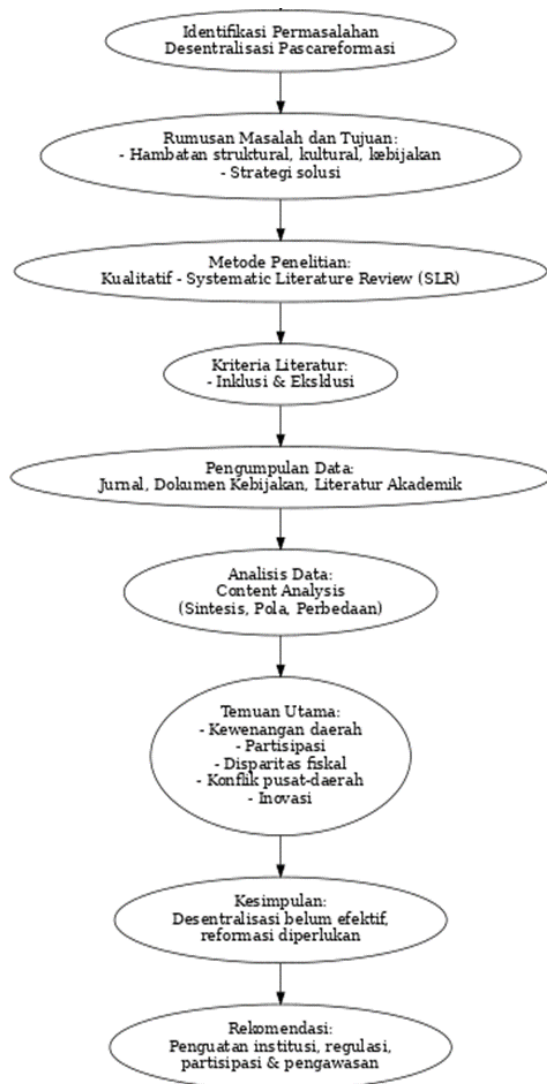 Identifikasi Permasalahan
Desentralisasi Pascareformasi
Rumusan Masalah dan Tujuan:
- Hambatan struktural, kultural, kebijakan
- Strategi solusi
Metode Penelitian:
Kualitatif - Systematic Literature Review (SLR)
Kriteria Literatur:
- Inklusi & Eksklusi
Pengumpulan Data:
Jurnal, Dokumen Kebijakan, Literatur Akademik
Analisis Data:
Content Analysis
(Sintesis, Pola, Perbedaan)
Temuan Utama:
- Kewenangan daerah
- Partisipasi
- Disparitas fiskal
- Konflik pusat-daerah
- Inovasi
Kesimpulan:
Desentralisasi belum efektif,
reformasi diperlukan
Rekomendasi:
Penguatan institusi, regulasi,
partisipasi & pengawasan